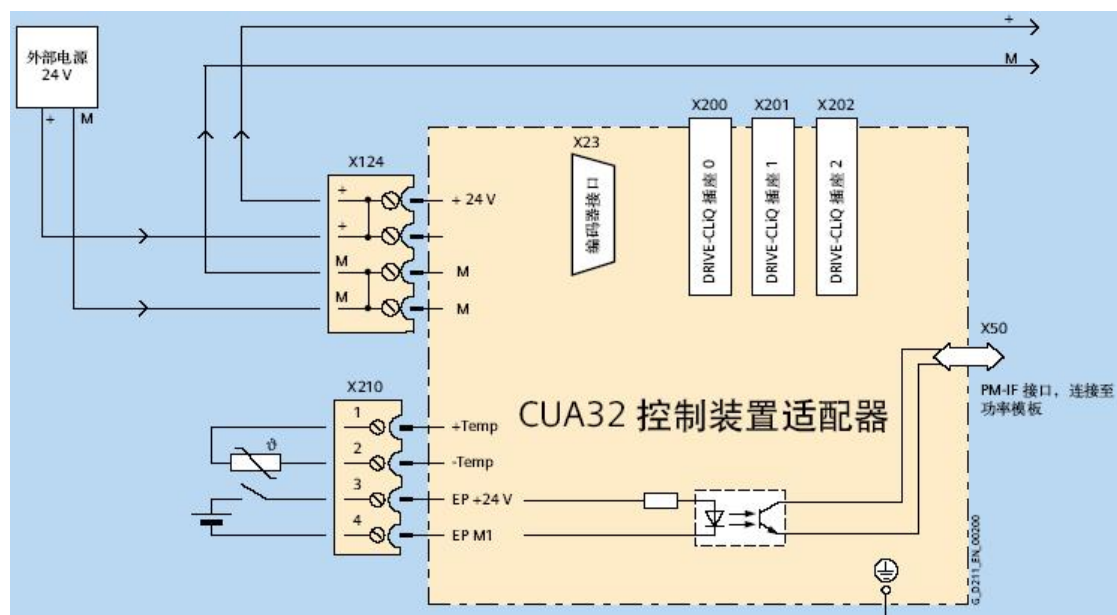 +
外部电源
24 V
M
+
M
X200
X201
X202
X23
X124
编码器接口
DRIVE-CLiQ 插座 0
DRIVE-CLiQ 插座 1
DRIVE-CLiQ 插座 2
+
+ 24 V
+
M
M
M
M
X50
PM-IF 接口，连接至
功率模板
X210
CUA32 控制装置适配器
1
+Temp
ϑ
2
-Temp
3
EP +24 V
4
EP M1
G_D211_EN_00200